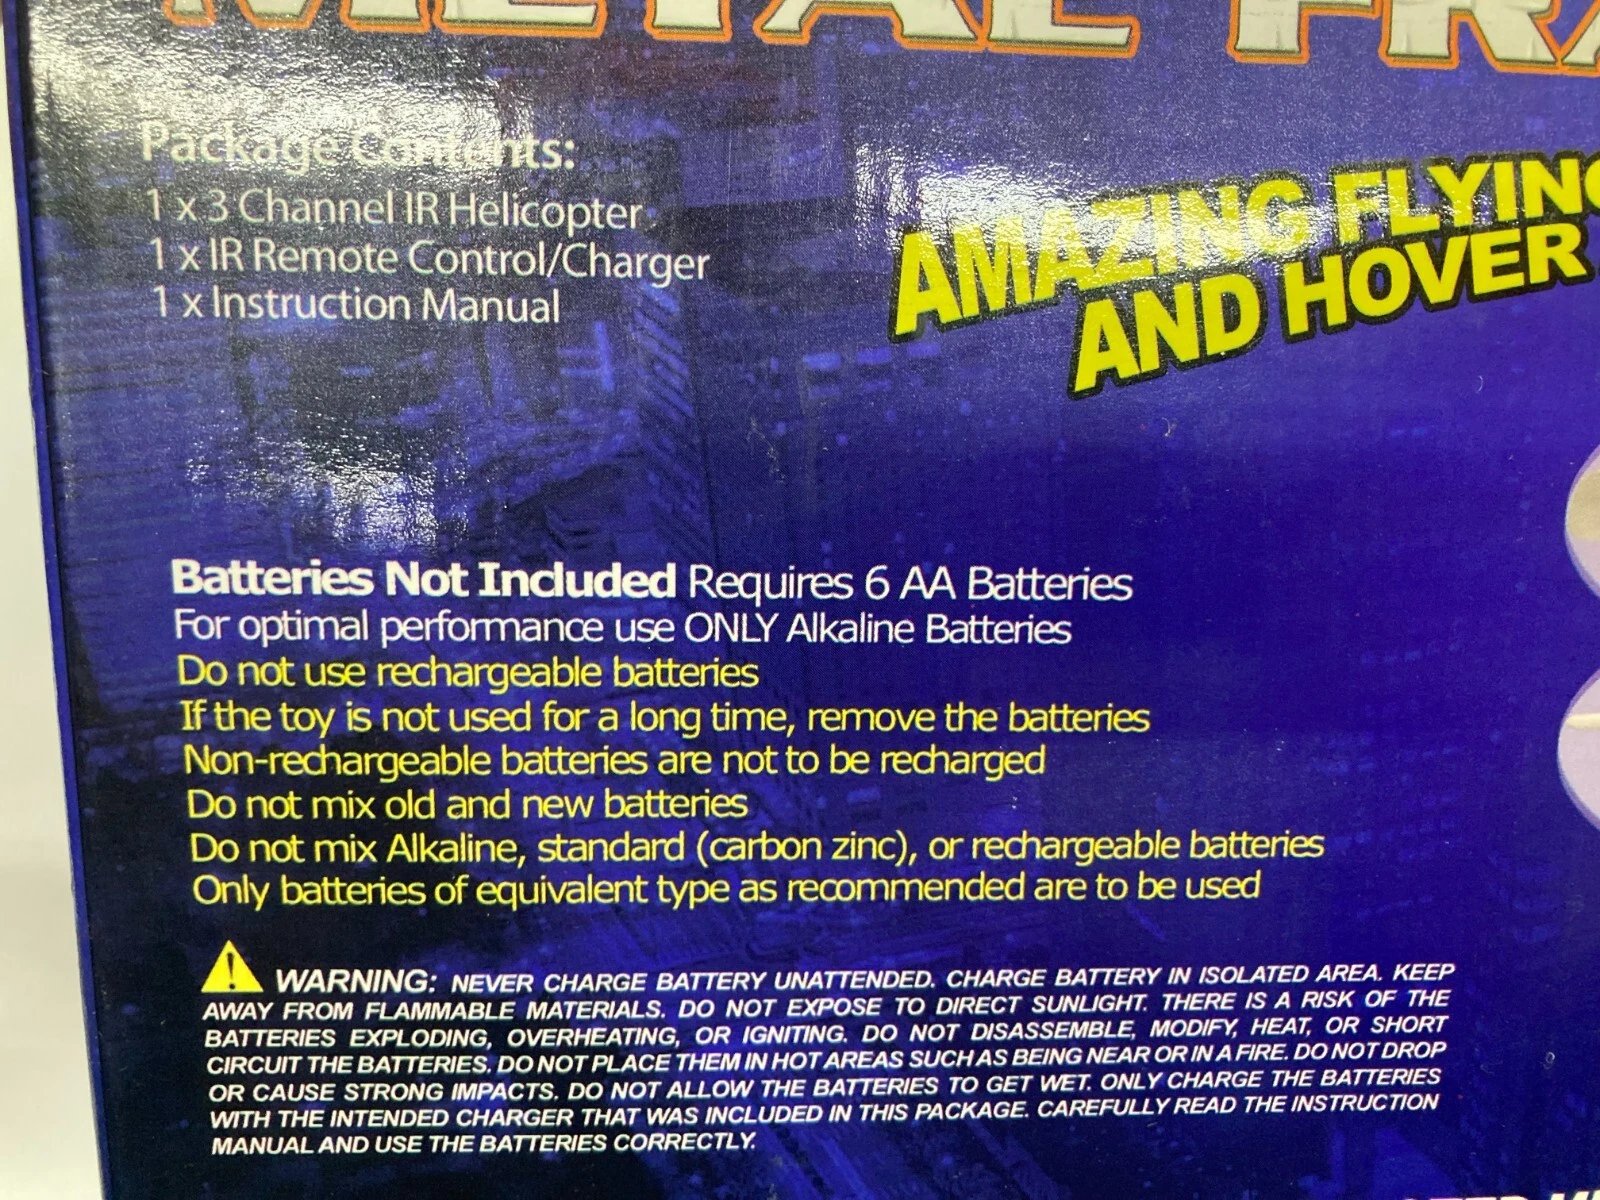 METAL
Package Contents:
1 x 3 Channel IR Helicopter
1 x IR Remote Control/Charger
1 x Instruction Manual
AMAZING FLYING
AND HOVER
Batteries Not Included Requires 6 AA Batteries
For optimal performance use ONLY Alkaline Batteries
Do not use rechargeable batteries
If the toy is not used for a long time, remove the batteries
Non-rechargeable batteries are not to be recharged
Do not mix old and new batteries
Do not mix Alkaline, standard (carbon zinc), or rechargeable batteries
Only batteries of equivalent type as recommended are to be used
WARNING: NEVER CHARGE BATTERY UNATTENDED. CHARGE BATTERY IN ISOLATED AREA. KEEP
AWAY FROM FLAMMABLE MATERIALS. DO NOT EXPOSE TO DIRECT SUNLIGHT. THERE IS A RISK OF THE
BATTERIES EXPLODING, OVERHEATING, OR IGNITING. DO NOT DISASSEMBLE, MODIFY, HEAT, OR SHORT
CIRCUIT THE BATTERIES. DO NOT PLACE THEM IN HOT AREAS SUCH AS BEING NEAR OR IN A FIRE. DO NOT DROP
OR CAUSE STRONG IMPACTS. DO NOT ALLOW THE BATTERIES TO GET WET. ONLY CHARGE THE BATTERIES
WITH THE INTENDED CHARGER THAT WAS INCLUDED IN THIS PACKAGE. CAREFULLY READ THE INSTRUCTION
MANUAL AND USE THE BATTERIES CORRECTLY.